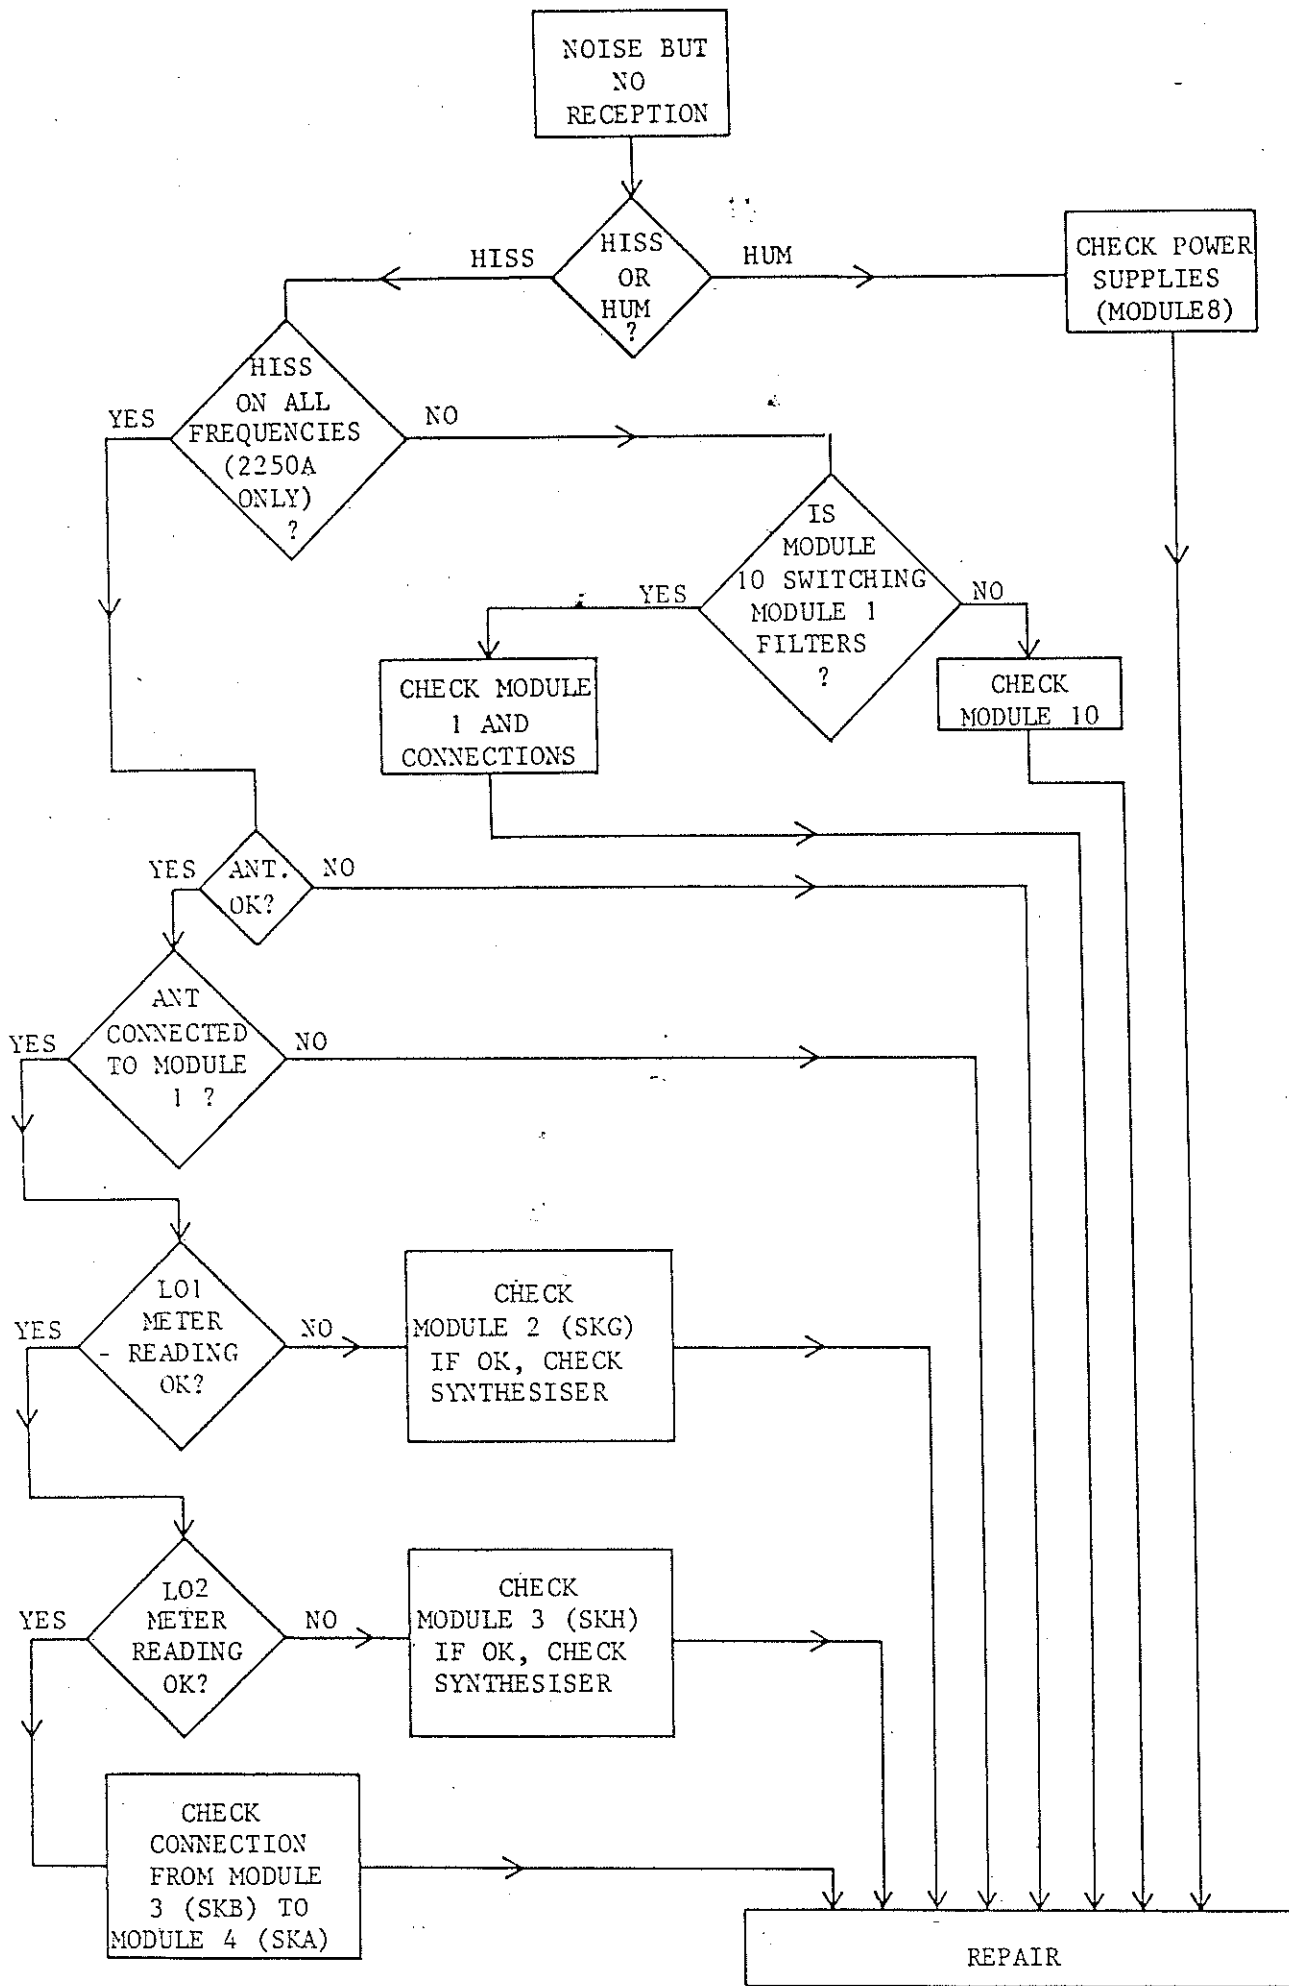 NOISE BUT
NO
RECEPTION
HISS
OR
HUM
?
HISS
HUM
CHECK POWER
SUPPLIES
(MODULE8)
HISS
ON ALL
FREQUENCIES
(2250A
ONLY)
?
YES
NO
IS
MODULE
10 SWITCHING
MODULE 1
FILTERS
?
YES
NO
CHECK MODULE
1 AND
CONNECTIONS
CHECK
MODULE 10
ANT.
OK?
YES
NO
ANT
CONNECTED
TO MODULE
1 ?
YES
NO
LO1
METER
READING
OK?
YES
NO
CHECK
MODULE 2 (SKG)
IF OK, CHECK
SYNTHESISER
LO2
METER
READING
OK?
YES
NO
CHECK
MODULE 3 (SKH)
IF OK, CHECK
SYNTHESISER
CHECK
CONNECTION
FROM MODULE
3 (SKB) TO
MODULE 4 (SKA)
REPAIR